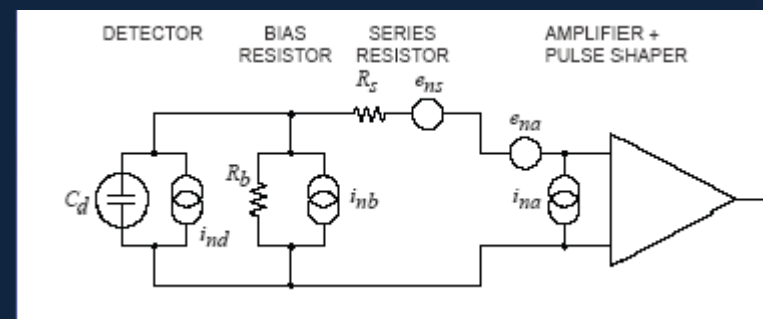 DETECTOR BIAS RESISTOR SERIES RESISTOR AMPLIFIER + PULSE SHAPER
R_s e_ns
e_na
C_d i_nd R_b i_nb i_na